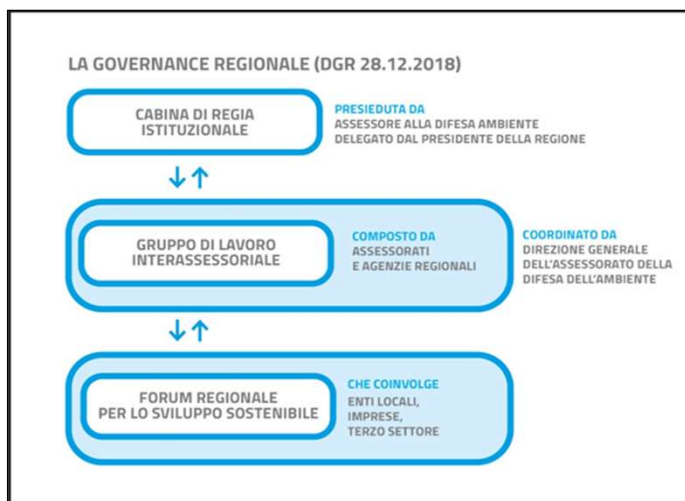 LA GOVERNANCE REGIONALE (DGR 28.12.2018)
CABINA DI REGIA
ISTITUZIONALE
PRESIEDUTA DA
ASSESSORE ALLA DIFESA AMBIENTE
DELEGATO DAL PRESIDENTE DELLA REGIONE
GRUPPO DI LAVORO
INTERASSESSORIALE
COMPOSTO DA
ASSESSORATI
E AGENZIE REGIONALI
COORDINATO DA
DIREZIONE GENERALE
DELL'ASSESSORATO DELLA
DIFESA DELL'AMBIENTE
FORUM REGIONALE
PER LO SVILUPPO SOSTENIBILE
CHE COINVOLGE
ENTI LOCALI,
IMPRESE,
TERZO SETTORE